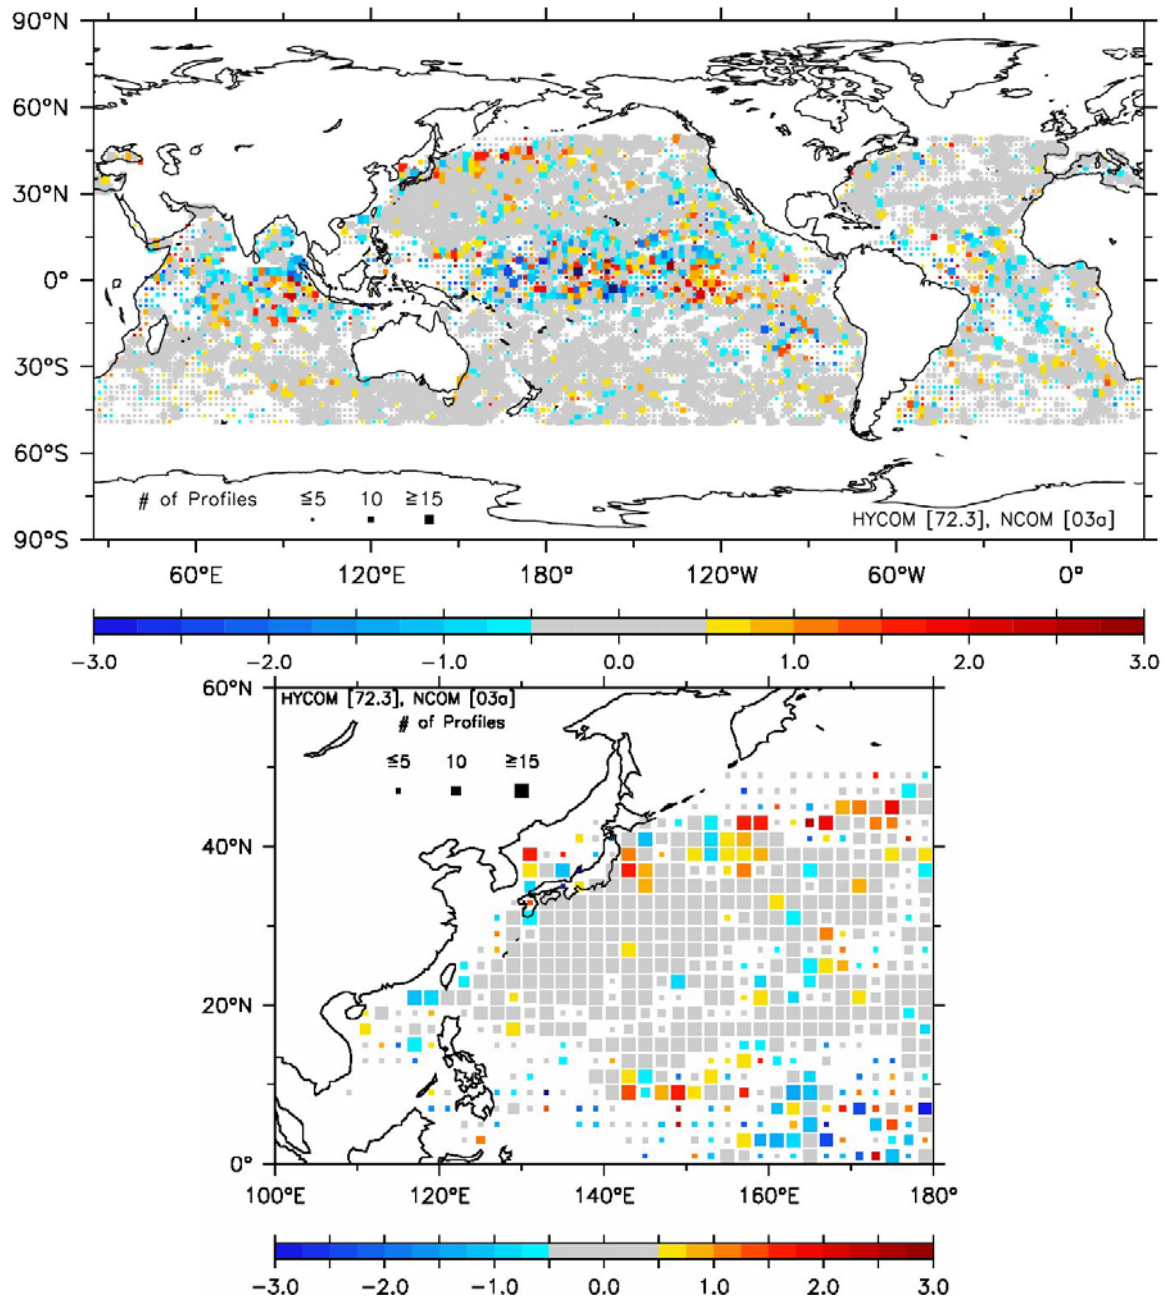 90°N
60°N
30°N
0°
30°S
60°S
90°S
# of Profiles ≤5 10 ≥15
HYCOM [72.3], NCOM [03a]
60°E 120°E 180° 120°W 60°W 0°
-3.0 -2.0 -1.0 0.0 1.0 2.0 3.0
60°N
HYCOM [72.3], NCOM [03a]
# of Profiles
≤5 10 ≥15
40°N
20°N
0°
100°E 120°E 140°E 160°E 180°
-3.0 -2.0 -1.0 0.0 1.0 2.0 3.0